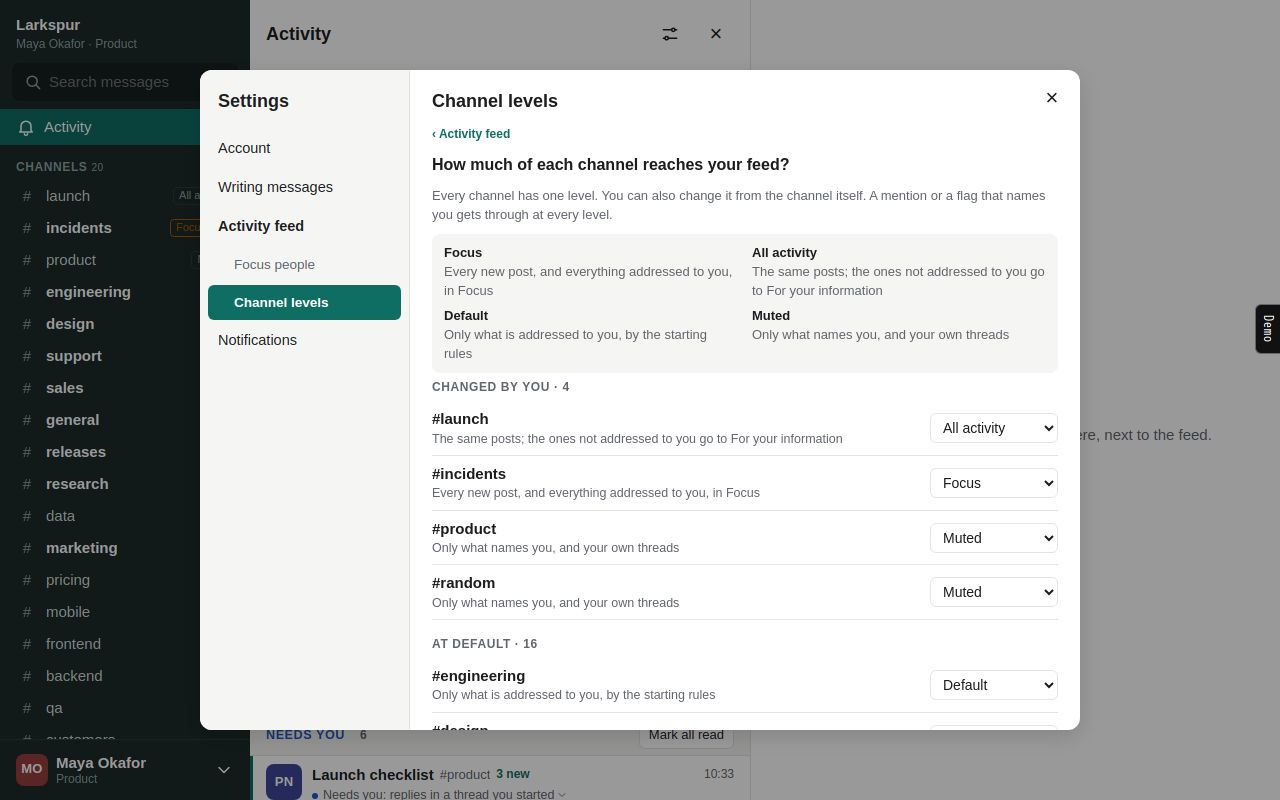 Larkspur
Maya Okafor · Product
Search messages
Activity
CHANNELS 20
# launch
All a
# incidents
Focu
# product
# engineering
# design
# support
# sales
# general
# releases
# research
# data
# marketing
# pricing
# mobile
# frontend
# backend
# qa
# customers
MO
Maya Okafor
Product
Activity
Settings
Account
Writing messages
Activity feed
Focus people
Channel levels
Notifications
Channel levels
‹ Activity feed
How much of each channel reaches your feed?
Every channel has one level. You can also change it from the channel itself. A mention or a flag that names
you gets through at every level.
Focus
Every new post, and everything addressed to you,
in Focus
All activity
The same posts; the ones not addressed to you go
to For your information
Default
Only what is addressed to you, by the starting
rules
Muted
Only what names you, and your own threads
CHANGED BY YOU · 4
#launch
The same posts; the ones not addressed to you go to For your information
All activity
#incidents
Every new post, and everything addressed to you, in Focus
Focus
#product
Only what names you, and your own threads
Muted
#random
Only what names you, and your own threads
Muted
AT DEFAULT · 16
#engineering
Only what is addressed to you, by the starting rules
Default
#design
ere, next to the feed.
Demo
NEEDS YOU 6
Mark all read
PN
Launch checklist #product 3 new
10:33
Needs you: replies in a thread you started